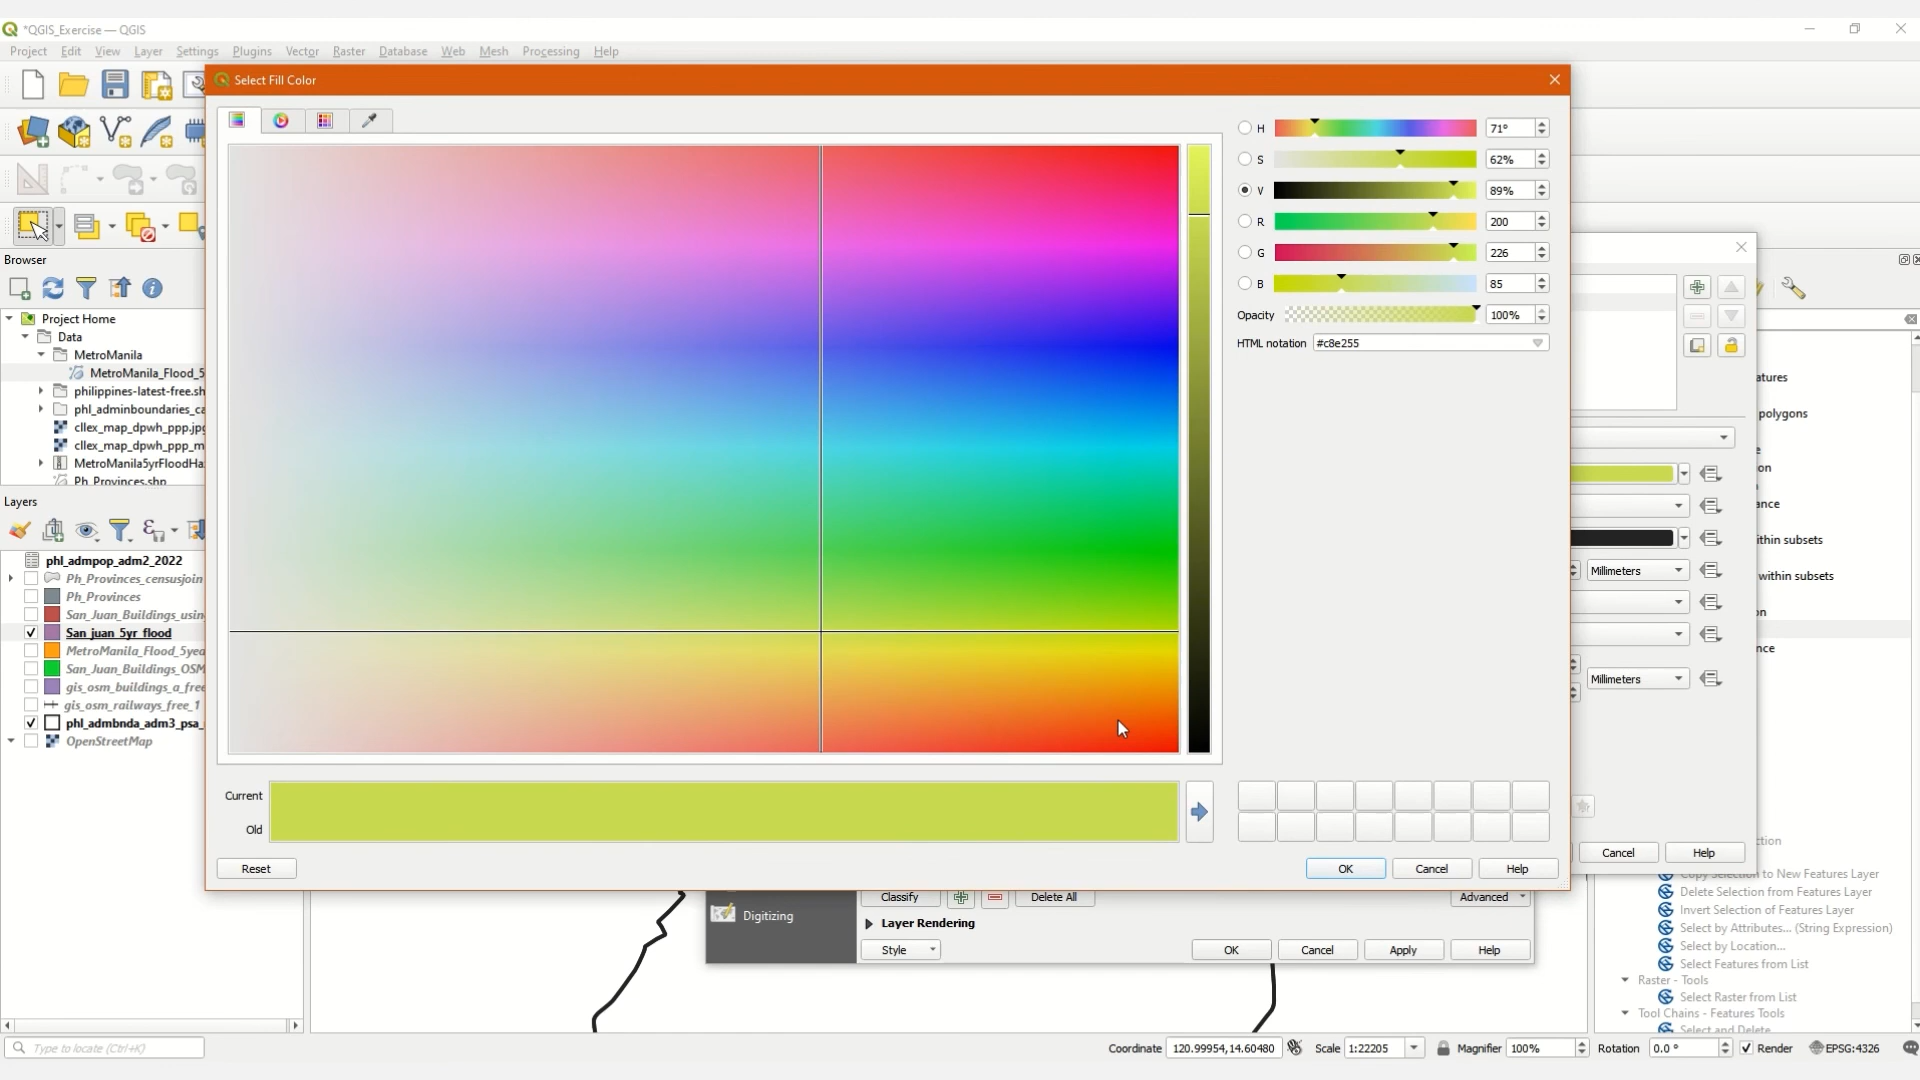 *QGIS_Exercise — QGIS
Project Edit View Layer Settings Plugins Vector Raster Database Web Mesh Processing Help
Select Fill Color
H 71°
S 62%
V 89%
R 200
G 226
B 85
Opacity 100%
HTML notation #c8e255
Current
Old
Reset
OK Cancel Help
Browser
Project Home
Data
MetroManila
MetroManila_Flood_5
philippines-latest-free.sh
phl_adminboundaries_ca
cllex_map_dpwh_ppp.jpg
cllex_map_dpwh_ppp_m
MetroManila5yrFloodHa
Ph_Provinces.shp
Layers
phl_admpop_adm2_2022
Ph_Provinces_censusjoin
Ph_Provinces
San_Juan_Buildings_usin
San_juan_5yr_flood
MetroManila_Flood_5yea
San_Juan_Buildings_OSM
gis_osm_buildings_a_free
gis_osm_railways_free_1
phl_admbnda_adm3_psa_
OpenStreetMap
Millimeters
Millimeters
Cancel Help
atures
polygons
e
on
ance
ithin subsets
within subsets
on
nce
ction
Copy Selection to New Features Layer
Delete Selection from Features Layer
Invert Selection of Features Layer
Select by Attributes... (String Expression)
Select by Location...
Select Features from List
Raster - Tools
Select Raster from List
Tool Chains - Features Tools
Select and Delete
Digitizing
Classify Delete All Advanced
Layer Rendering
Style OK Cancel Apply Help
Type to locate (Ctrl+K)
Coordinate 120.99954,14.60480 Scale 1:22205 Magnifier 100% Rotation 0.0 ° Render EPSG:4326